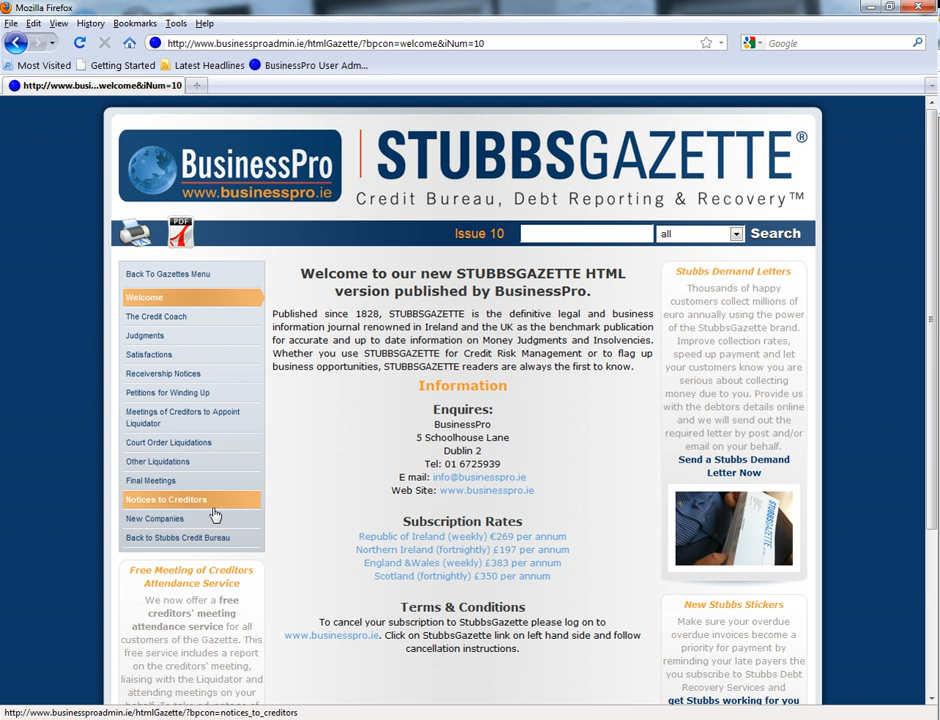 Mozilla Firefox
File Edit View History Bookmarks Tools Help
http://www.businessproadmin.ie/htmlGazette/?bpcon=welcome&iNum=10
Google
Most Visited Getting Started Latest Headlines BusinessPro User Adm...
http://www.busi...welcome&iNum=10
BusinessPro
www.businesspro.ie
STUBBSGAZETTE®
Credit Bureau, Debt Reporting & Recovery™
PDF
Issue 10 all Search
Back To Gazettes Menu
Welcome
The Credit Coach
Judgments
Satisfactions
Receivership Notices
Petitions for Winding Up
Meetings of Creditors to Appoint
Liquidator
Court Order Liquidations
Other Liquidations
Final Meetings
Notices to Creditors
New Companies
Back to Stubbs Credit Bureau
Free Meeting of Creditors
Attendance Service
We now offer a free
creditors' meeting
attendance service for all
customers of the Gazette. This
free service includes a report
on the creditors' meeting,
liaising with the Liquidator and
attending meetings on your
Welcome to our new STUBBSGAZETTE HTML
version published by BusinessPro.
Published since 1828, STUBBSGAZETTE is the definitive legal and business
information journal renowned in Ireland and the UK as the benchmark publication
for accurate and up to date information on Money Judgments and Insolvencies.
Whether you use STUBBSGAZETTE for Credit Risk Management or to flag up
business opportunities, STUBBSGAZETTE readers are always the first to know.
Information
Enquires:
BusinessPro
5 Schoolhouse Lane
Dublin 2
Tel: 01 6725939
E mail: info@businesspro.ie
Web Site: www.businesspro.ie
Subscription Rates
Republic of Ireland (weekly) €269 per annum
Northern Ireland (fortnightly) £197 per annum
England &Wales (weekly) £383 per annum
Scotland (fortnightly) £350 per annum
Terms & Conditions
To cancel your subscription to StubbsGazette please log on to
www.businesspro.ie. Click on StubbsGazette link on left hand side and follow
cancellation instructions.
Stubbs Demand Letters
Thousands of happy
customers collect millions of
euro annually using the power
of the StubbsGazette brand.
Improve collection rates,
speed up payment and let
your customers know you are
serious about collecting
money due to you. Provide us
with the debtors details online
and we will send out the
required letter by post and/or
email on your behalf.
Send a Stubbs Demand
Letter Now
STUBBSGAZETTE
New Stubbs Stickers
Make sure your overdue
overdue invoices become a
priority for payment by
reminding your late payers the
you subscribe to Stubbs Debt
Recovery Services and
get Stubbs working for you
http://www.businessproadmin.ie/htmlGazette/?bpcon=notices_to_creditors